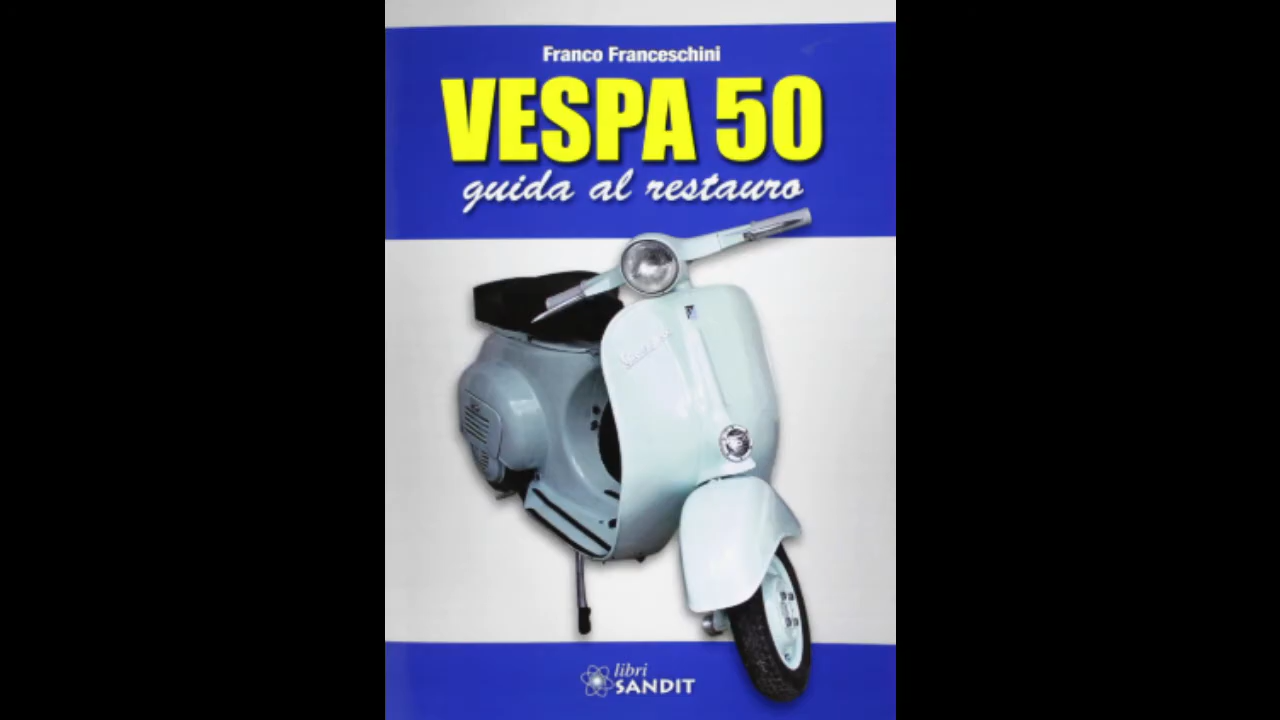 Franco Franceschini
VESPA 50
guida al restauro
libri
SANDIT